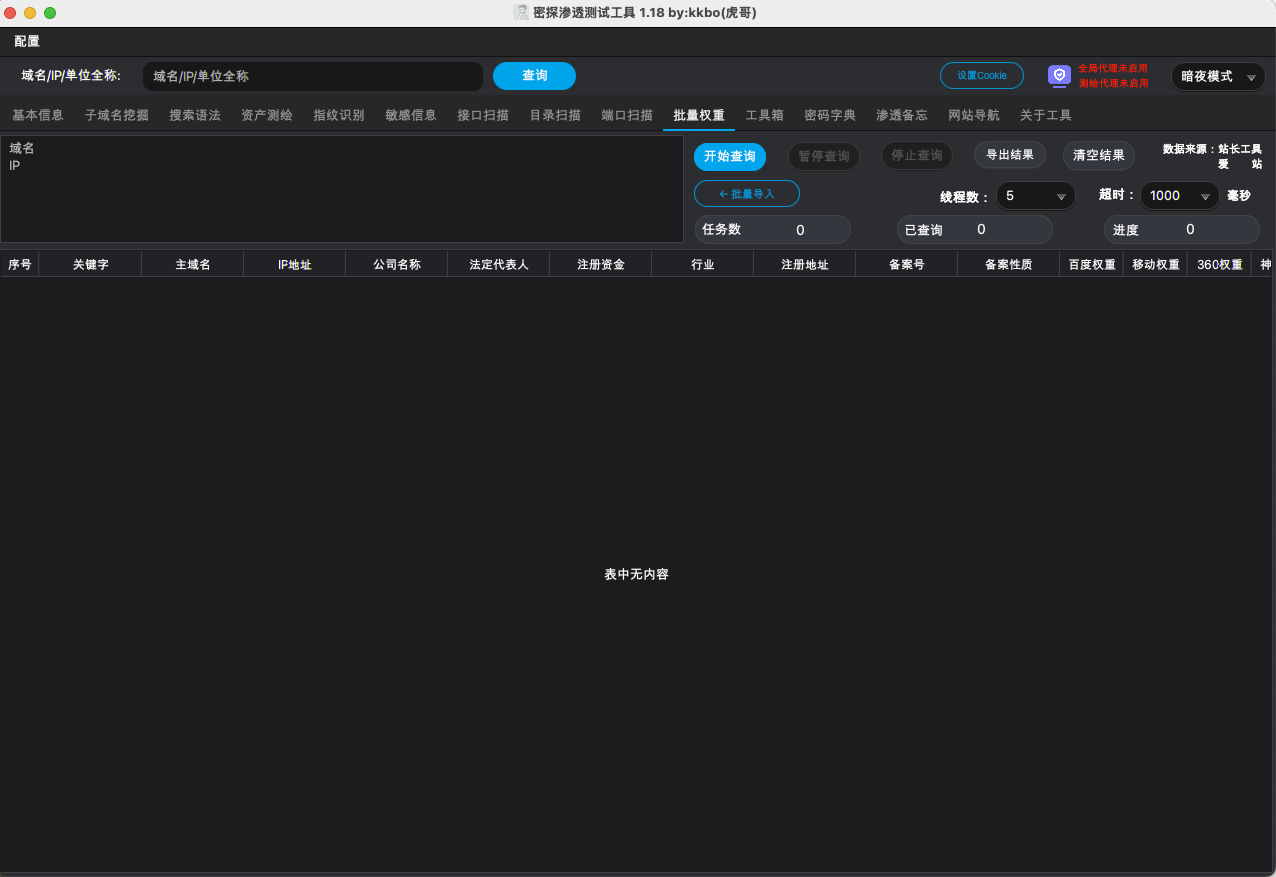 密探渗透测试工具 1.18 by:kkbo(虎哥)
配置
域名/IP/单位全称: 域名/IP/单位全称 查询 设置Cookie 全局代理未启用 暗夜模式
测绘代理未启用
基本信息 子域名挖掘 搜索语法 资产测绘 指纹识别 敏感信息 接口扫描 目录扫描 端口扫描 批量权重 工具箱 密码字典 渗透备忘 网站导航 关于工具
域名
IP
开始查询 暂停查询 停止查询 导出结果 清空结果 数据来源：站长工具
爱 站
←批量导入 线程数： 5 超时： 1000 毫秒
任务数 0 已查询 0 进度 0
序号 关键字 主域名 IP地址 公司名称 法定代表人 注册资金 行业 注册地址 备案号 备案性质 百度权重 移动权重 360权重 神
表中无内容